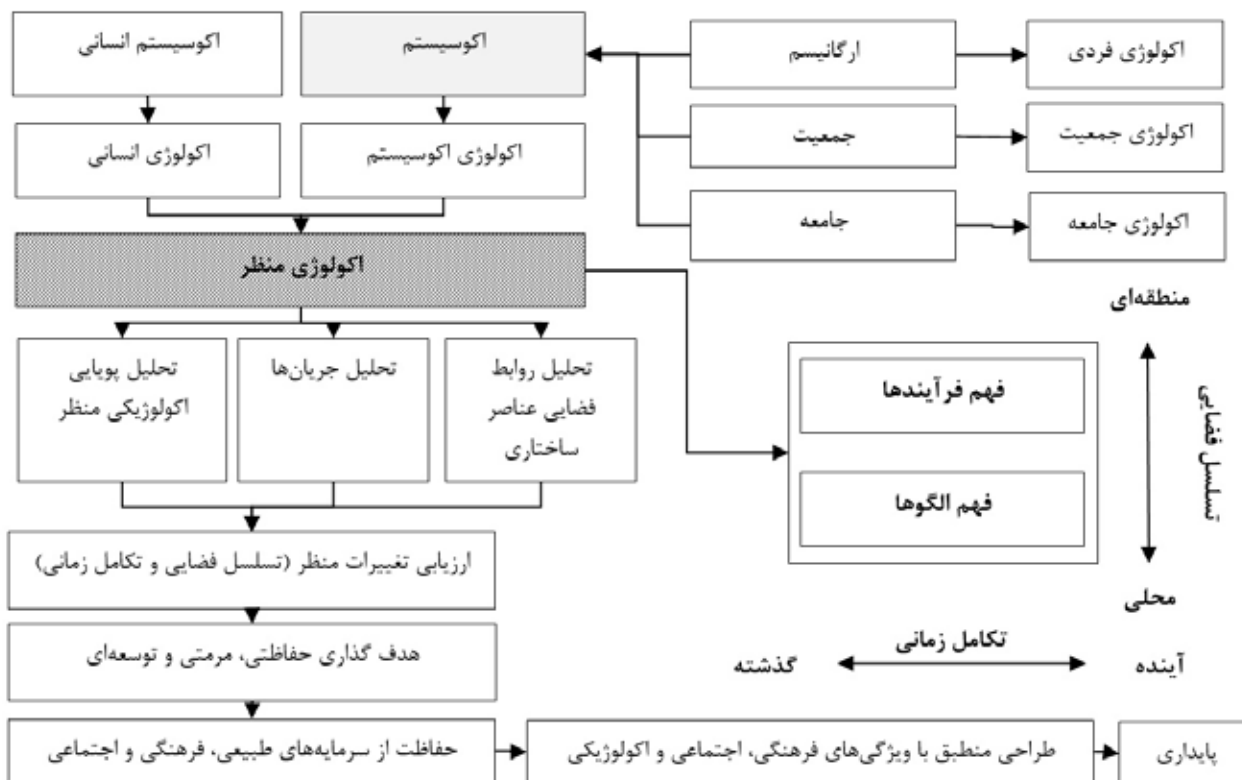 اکولوژی فردی
ارگانیسم
اکوسیستم
اکوسیستم انسانی
اکولوژی جمعیت
جمعیت
اکولوژی اکوسیستم
اکولوژی انسانی
اکولوژی جامعه
جامعه
اکولوژی منظر
منطقه‌ای
تسلسل فضایی
محلی
فهم فرآیندها
فهم الگوها
آینده
تکامل زمانی
گذشته
تحلیل روابط
فضایی عناصر
ساختاری
تحلیل جریان‌ها
تحلیل پویایی
اکولوژیکی منظر
ارزیابی تغییرات منظر (تسلسل فضایی و تکامل زمانی)
هدف گذاری حفاظتی، مرمتی و توسعه‌ای
حفاظت از سرمایه‌های طبیعی، فرهنگی و اجتماعی
طراحی منطبق با ویژگی‌های فرهنگی، اجتماعی و اکولوژیکی
پایداری